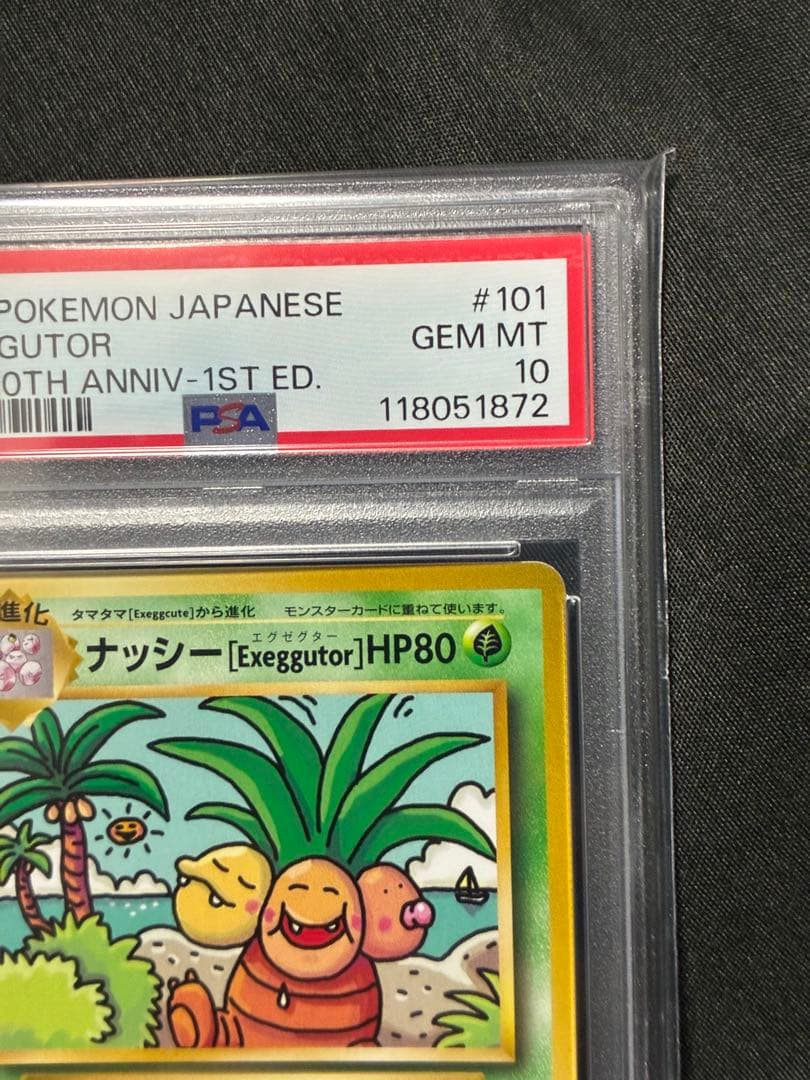 POKEMON JAPANESE #101
GUTOR GEM MT
0TH ANNIV-1ST ED. 10
PSA 118051872
進化 タマタマ[Exeggcute]から進化 モンスターカードに重ねて使います。
エグゼグター
ナッシー[Exeggutor]HP80